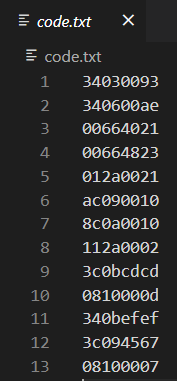 code.txt ×
code.txt
1 34030093
2 340600ae
3 00664021
4 00664823
5 012a0021
6 ac090010
7 8c0a0010
8 112a0002
9 3c0bcdcd
10 0810000d
11 340befef
12 3c094567
13 08100007